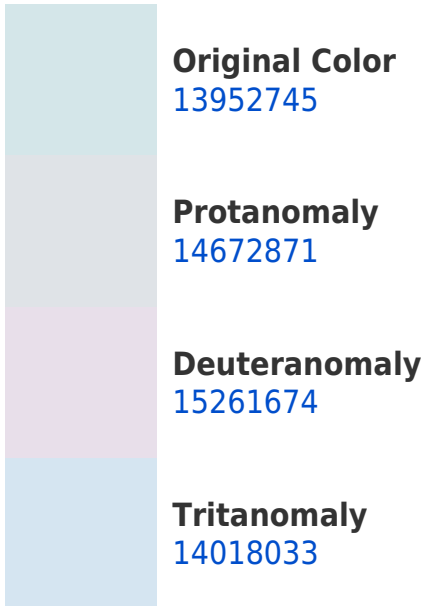 Original Color
13952745
Protanomaly
14672871
Deuteranomaly
15261674
Tritanomaly
14018033